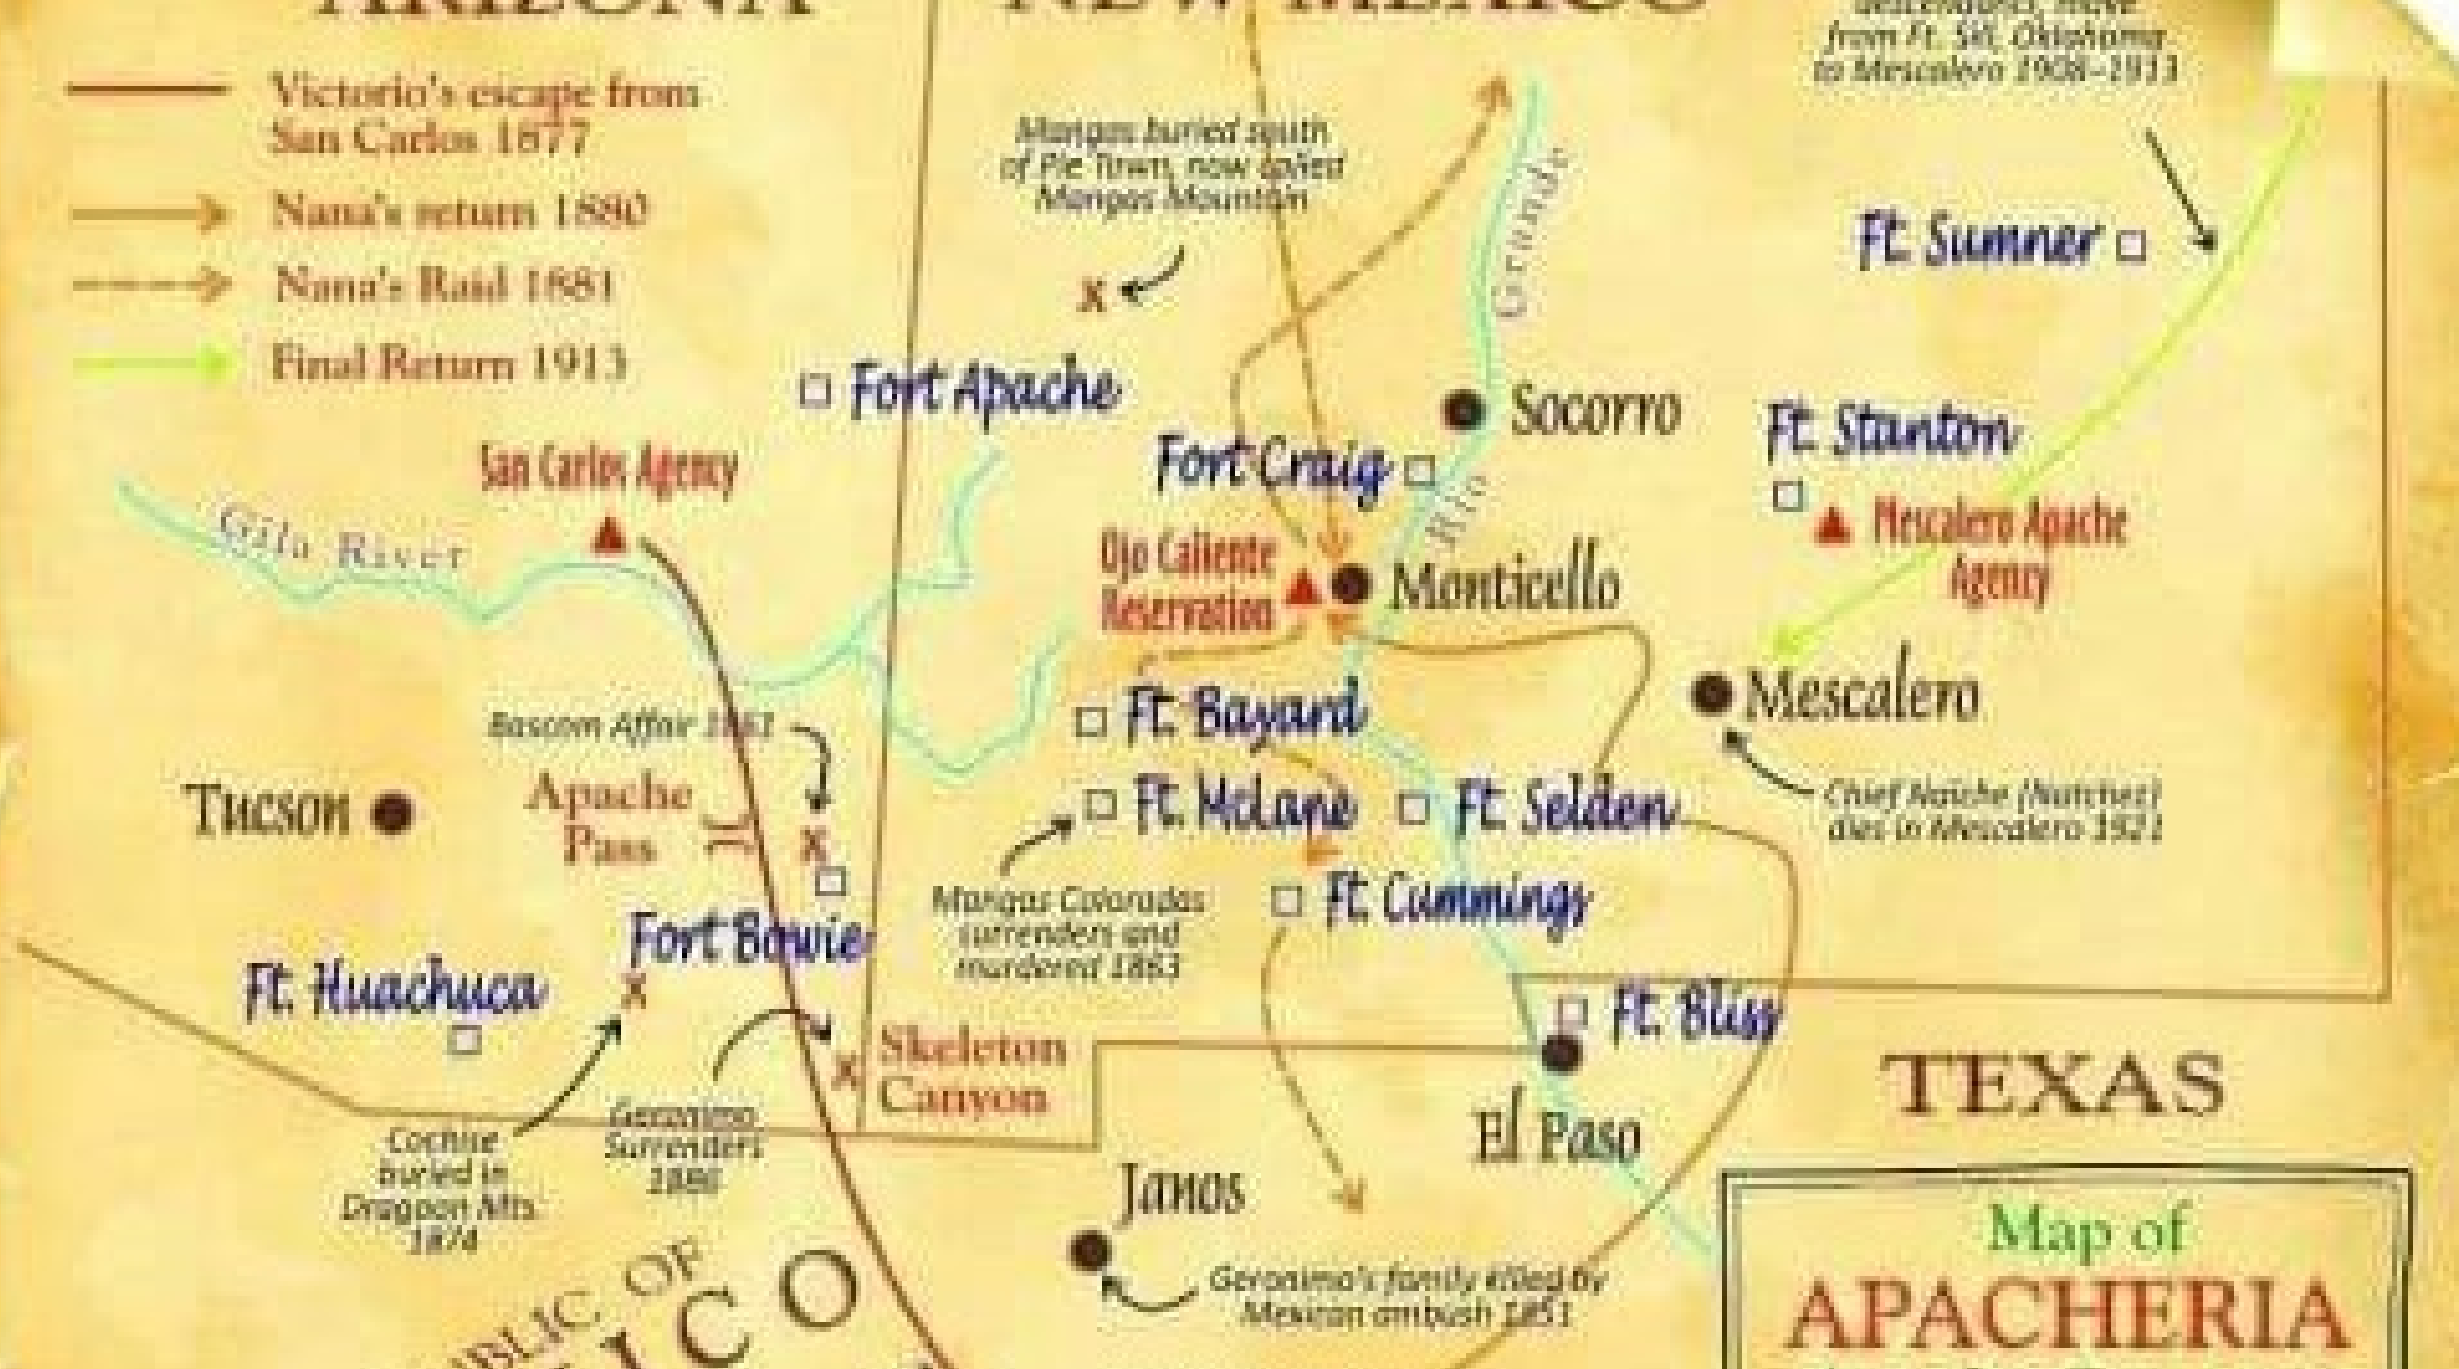 ARIZONA
NEW MEXICO
descendants, move
from Ft. Sill, Oklahoma
to Mescalero 1908–1913
Victorio's escape from
San Carlos 1877
Nana's return 1880
Nana's Raid 1881
Final Return 1913
Mangas buried south
of Pie Town, now called
Mangas Mountain
Grande
Ft. Sumner
Fort Apache
Socorro
Ft. Stanton
San Carlos Agency
Fort Craig
Rio
Gila River
Mescalero Apache
Agency
Ojo Caliente
Reservation
Monticello
Mescalero
Ft. Bayard
Bascom Affair 1861
Tucson
Apache
Pass
X
Ft. McLane
Ft. Selden
Chief Naiche (Natchez)
dies in Mescalero 1921
Mangas Coloradas
surrenders and
murdered 1863
Ft. Cummings
Fort Bowie
Ft. Huachuca
X
Ft. Bliss
X
Skeleton
Canyon
TEXAS
El Paso
Cochise
buried in
Dragoon Mts.
1874
Geronimo
Surrenders
1886
Janos
Geronimo's family killed by
Mexican ambush 1851
BLIC OF
ICO
Map of
APACHERIA
X